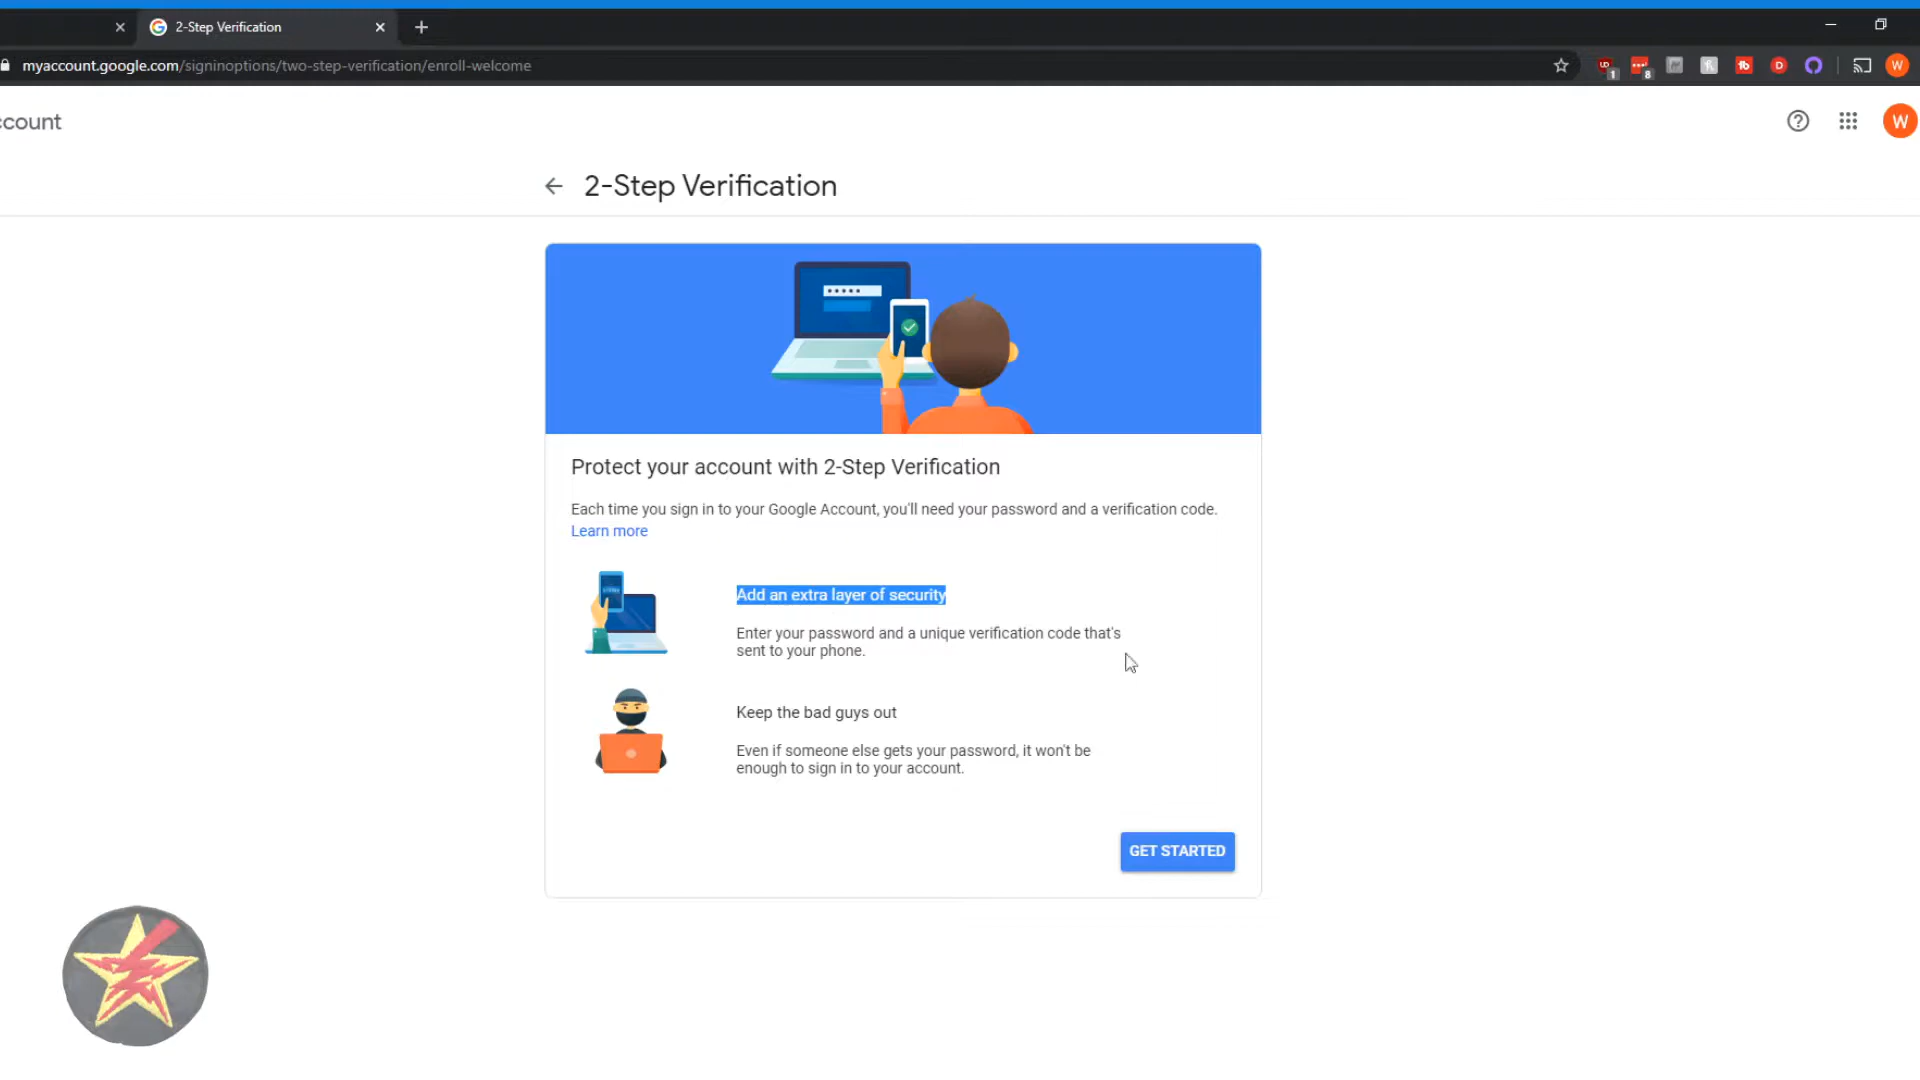 2-Step Verification
myaccount.google.com/signinoptions/two-step-verification/enroll-welcome
1
8
W
ccount
W
2-Step Verification
Protect your account with 2-Step Verification
Each time you sign in to your Google Account, you'll need your password and a verification code.
Learn more
Add an extra layer of security
Enter your password and a unique verification code that's
sent to your phone.
Keep the bad guys out
Even if someone else gets your password, it won't be
enough to sign in to your account.
GET STARTED